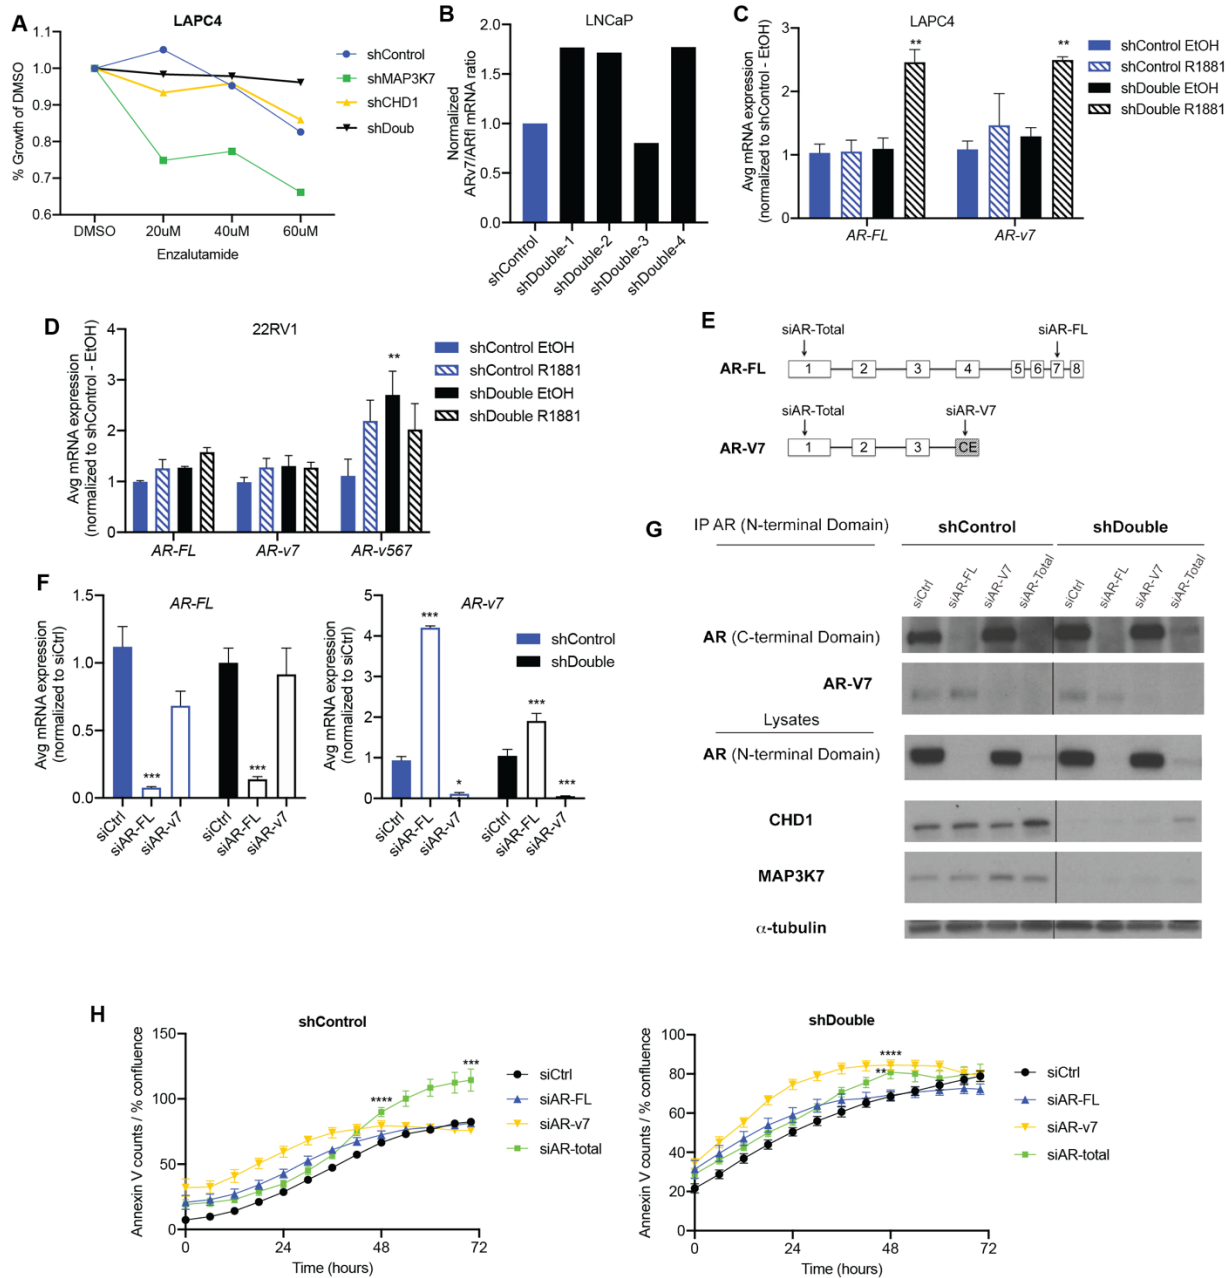 A
LAPC4
% Growth of DMSO
1.1
1.0
0.9
0.8
0.7
0.6
DMSO
20uM
40uM
60uM
Enzalutamide
shControl
shMAP3K7
shCHD1
shDoub
B
LNCaP
Normalized
ARv7/ARfl mRNA ratio
2.0
1.5
1.0
0.5
0.0
shControl
shDouble-1
shDouble-2
shDouble-3
shDouble-4
C
LAPC4
Avg mRNA expression
(normalized to shControl - EtOH)
3
2
1
0
**
**
AR-FL
AR-v7
shControl EtOH
shControl R1881
shDouble EtOH
shDouble R1881
D
22RV1
Avg mRNA expression
(normalized to shControl - EtOH)
4
3
2
1
0
**
AR-FL
AR-v7
AR-v567
shControl EtOH
shControl R1881
shDouble EtOH
shDouble R1881
E
siAR-Total
siAR-FL
AR-FL
1
2
3
4
5
6
7
8
siAR-Total
siAR-V7
AR-V7
1
2
3
CE
F
AR-FL
Avg mRNA expression
(normalized to siCtrl)
1.5
1.0
0.5
0.0
***
***
siCtrl
siAR-FL
siAR-v7
siCtrl
siAR-FL
siAR-v7
AR-v7
Avg mRNA expression
(normalized to siCtrl)
5
4
3
2
1
0
***
*
***
***
siCtrl
siAR-FL
siAR-v7
siCtrl
siAR-FL
siAR-v7
shControl
shDouble
G
IP AR (N-terminal Domain)
shControl
shDouble
siCtrl
siAR-FL
siAR-V7
siAR-Total
siCtrl
siAR-FL
siAR-V7
siAR-Total
AR (C-terminal Domain)
AR-V7
Lysates
AR (N-terminal Domain)
CHD1
MAP3K7
α-tubulin
H
shControl
Annexin V counts / % confluence
150
100
50
0
0
24
48
72
Time (hours)
****
***
siCtrl
siAR-FL
siAR-v7
siAR-total
shDouble
Annexin V counts / % confluence
100
80
60
40
20
0
0
24
48
72
Time (hours)
****
**
siCtrl
siAR-FL
siAR-v7
siAR-total